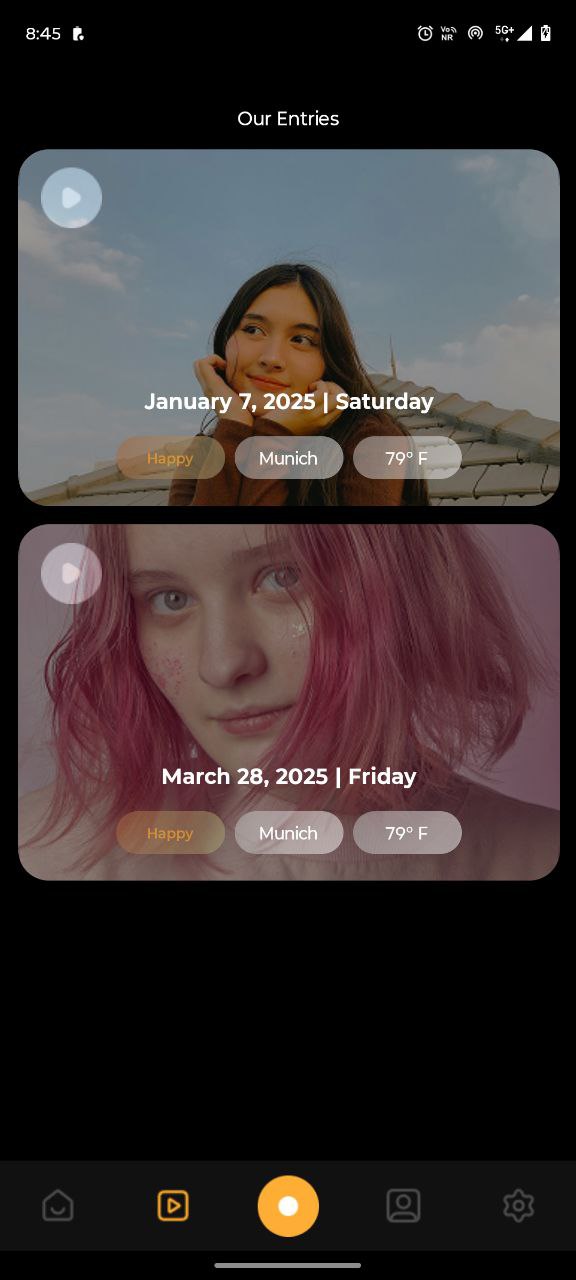 8:45
Vo
NR
5G+
Our Entries
January 7, 2025 | Saturday
Happy
Munich
79° F
March 28, 2025 | Friday
Happy
Munich
79° F